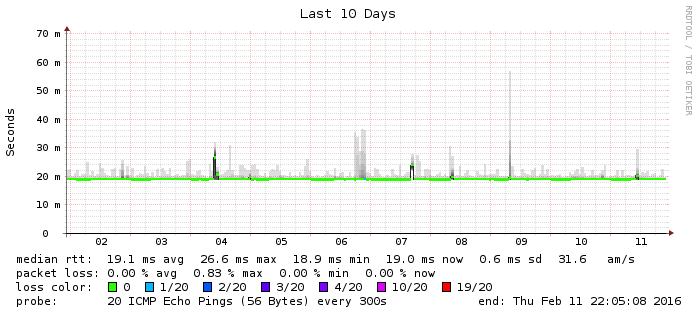 Last 10 Days
RRDTOOL / TOBI OETIKER
Seconds
70 m
60 m
50 m
40 m
30 m
20 m
10 m
0
02 03 04 05 06 07 08 09 10 11
median rtt: 19.1 ms avg 26.6 ms max 18.9 ms min 19.0 ms now 0.6 ms sd 31.6 am/s
packet loss: 0.00 % avg 0.83 % max 0.00 % min 0.00 % now
loss color: 0 1/20 2/20 3/20 4/20 10/20 19/20
probe: 20 ICMP Echo Pings (56 Bytes) every 300s end: Thu Feb 11 22:05:08 2016